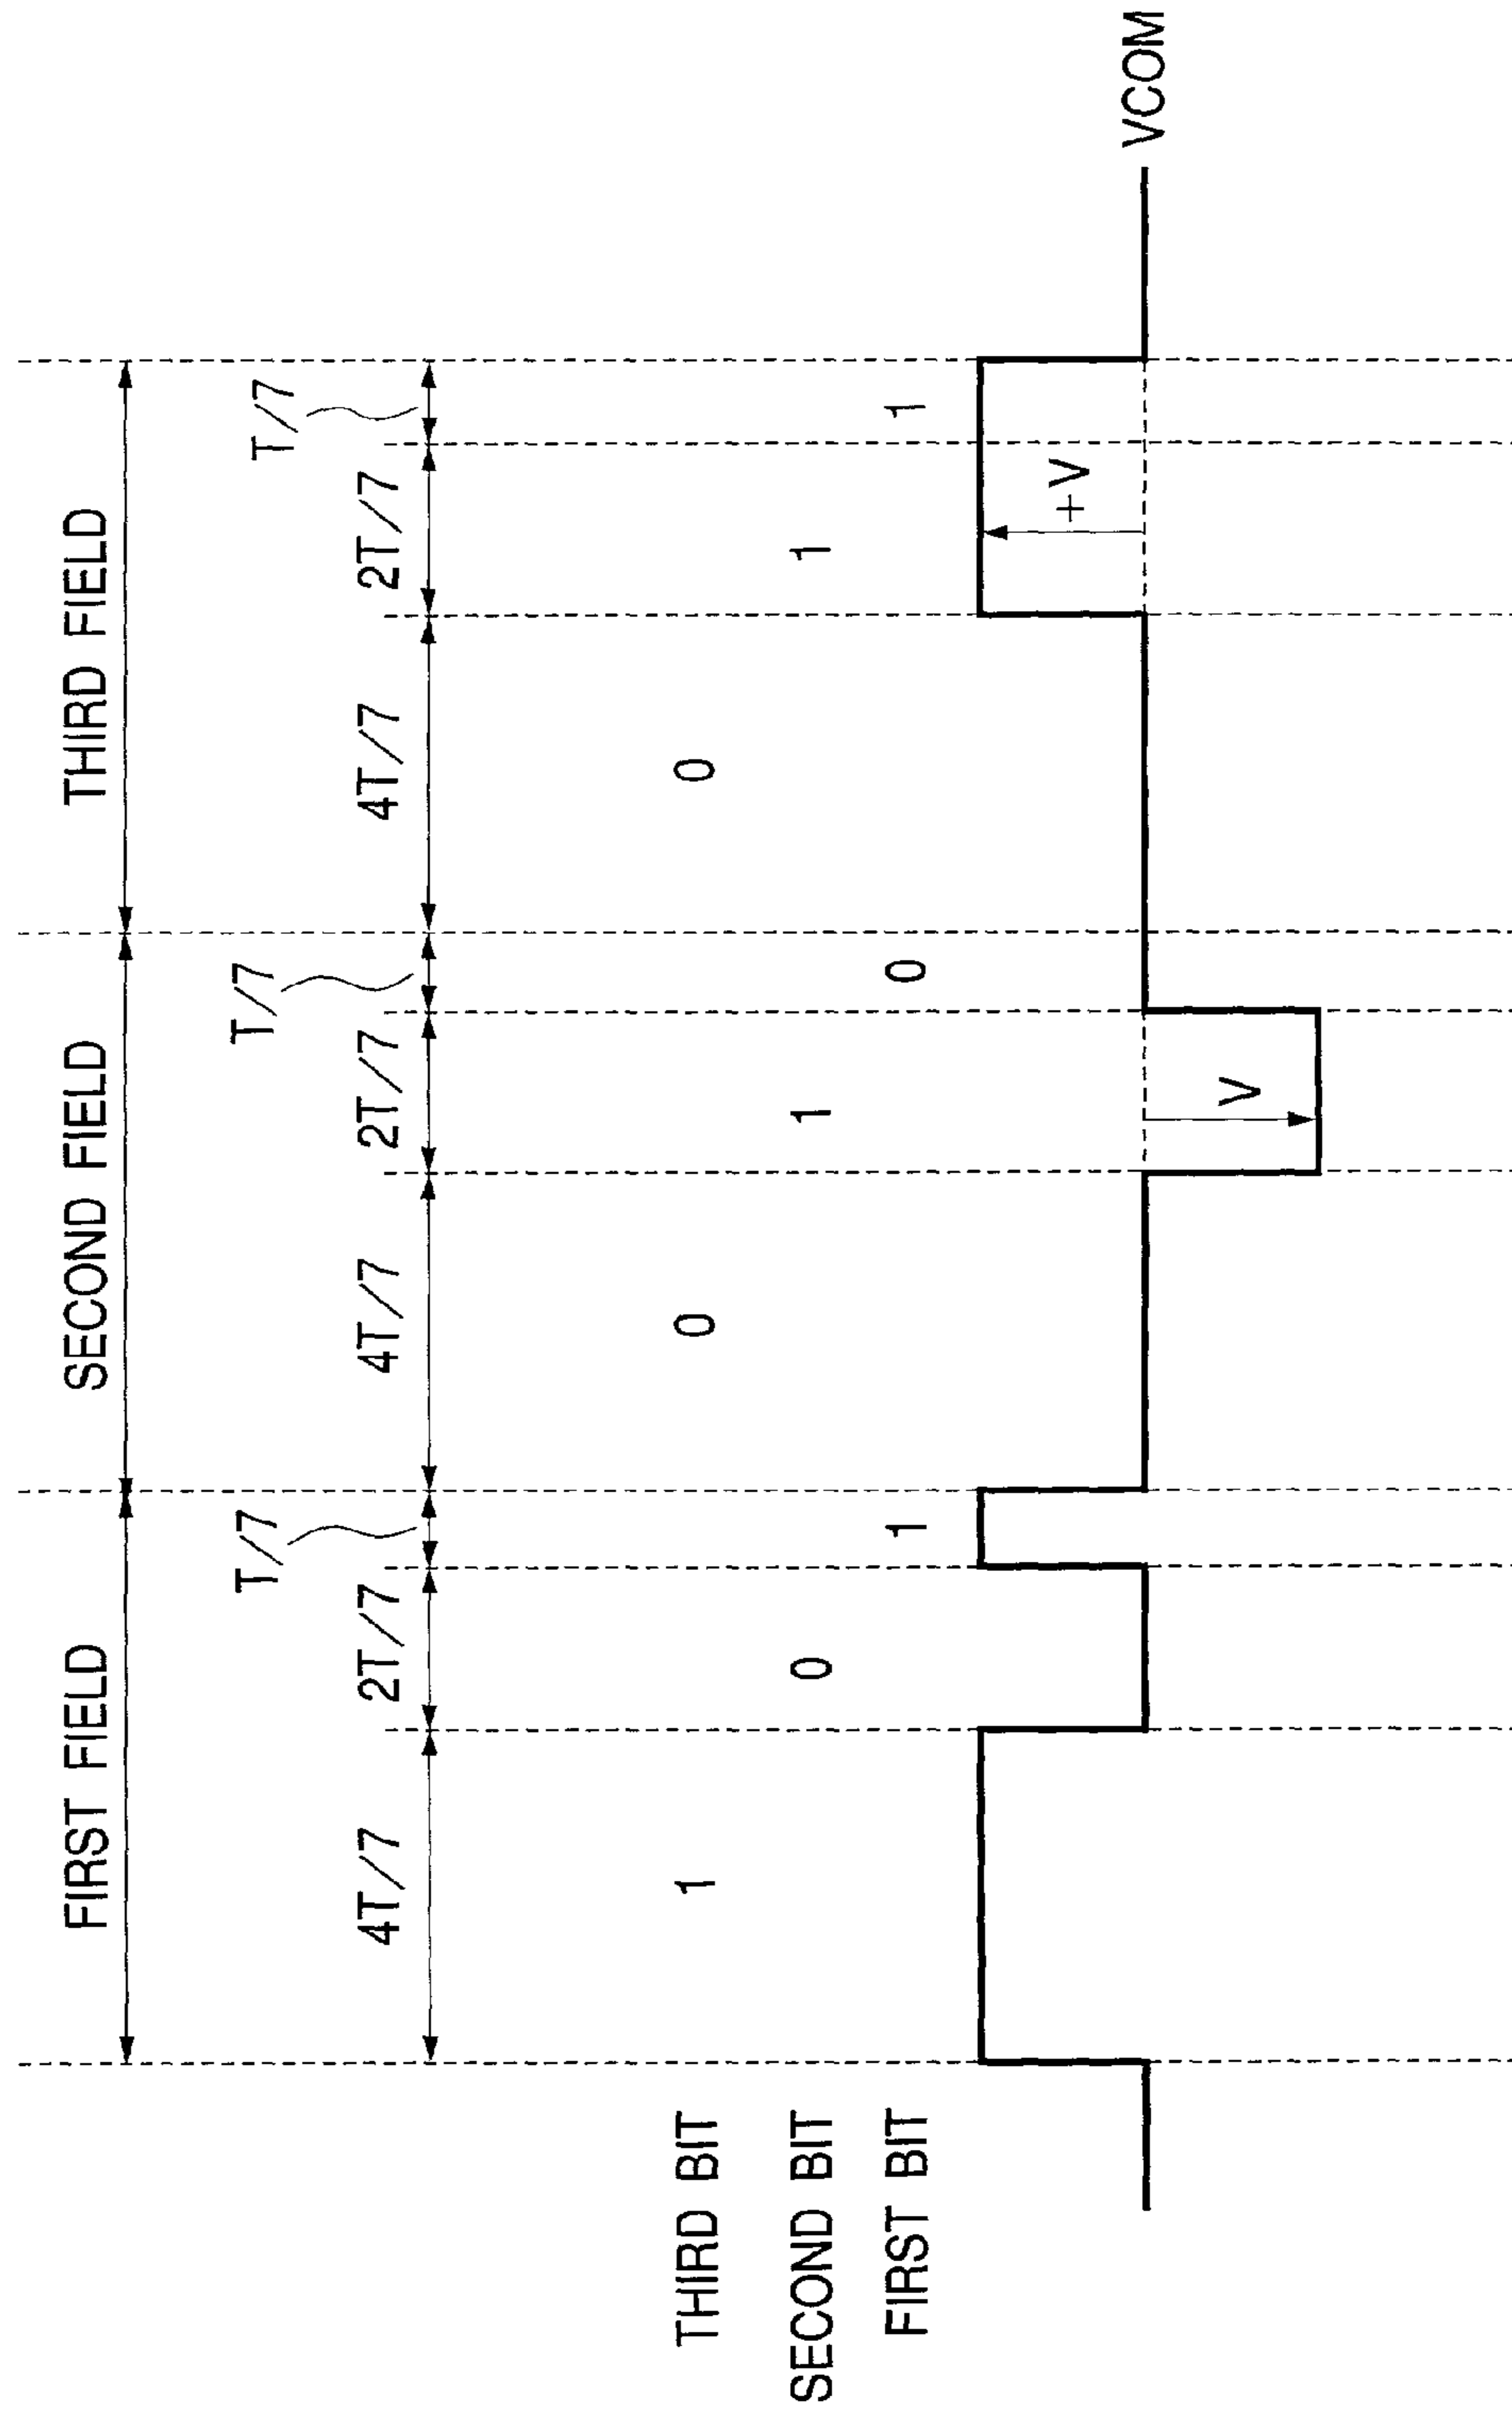 FIRST FIELD
SECOND FIELD
THIRD FIELD
T/7
T/7
T/7
4T/7
2T/7
4T/7
2T/7
4T/7
2T/7
THIRD BIT
1
0
0
SECOND BIT
0
1
1
FIRST BIT
1
0
1
+V
VCOM
V